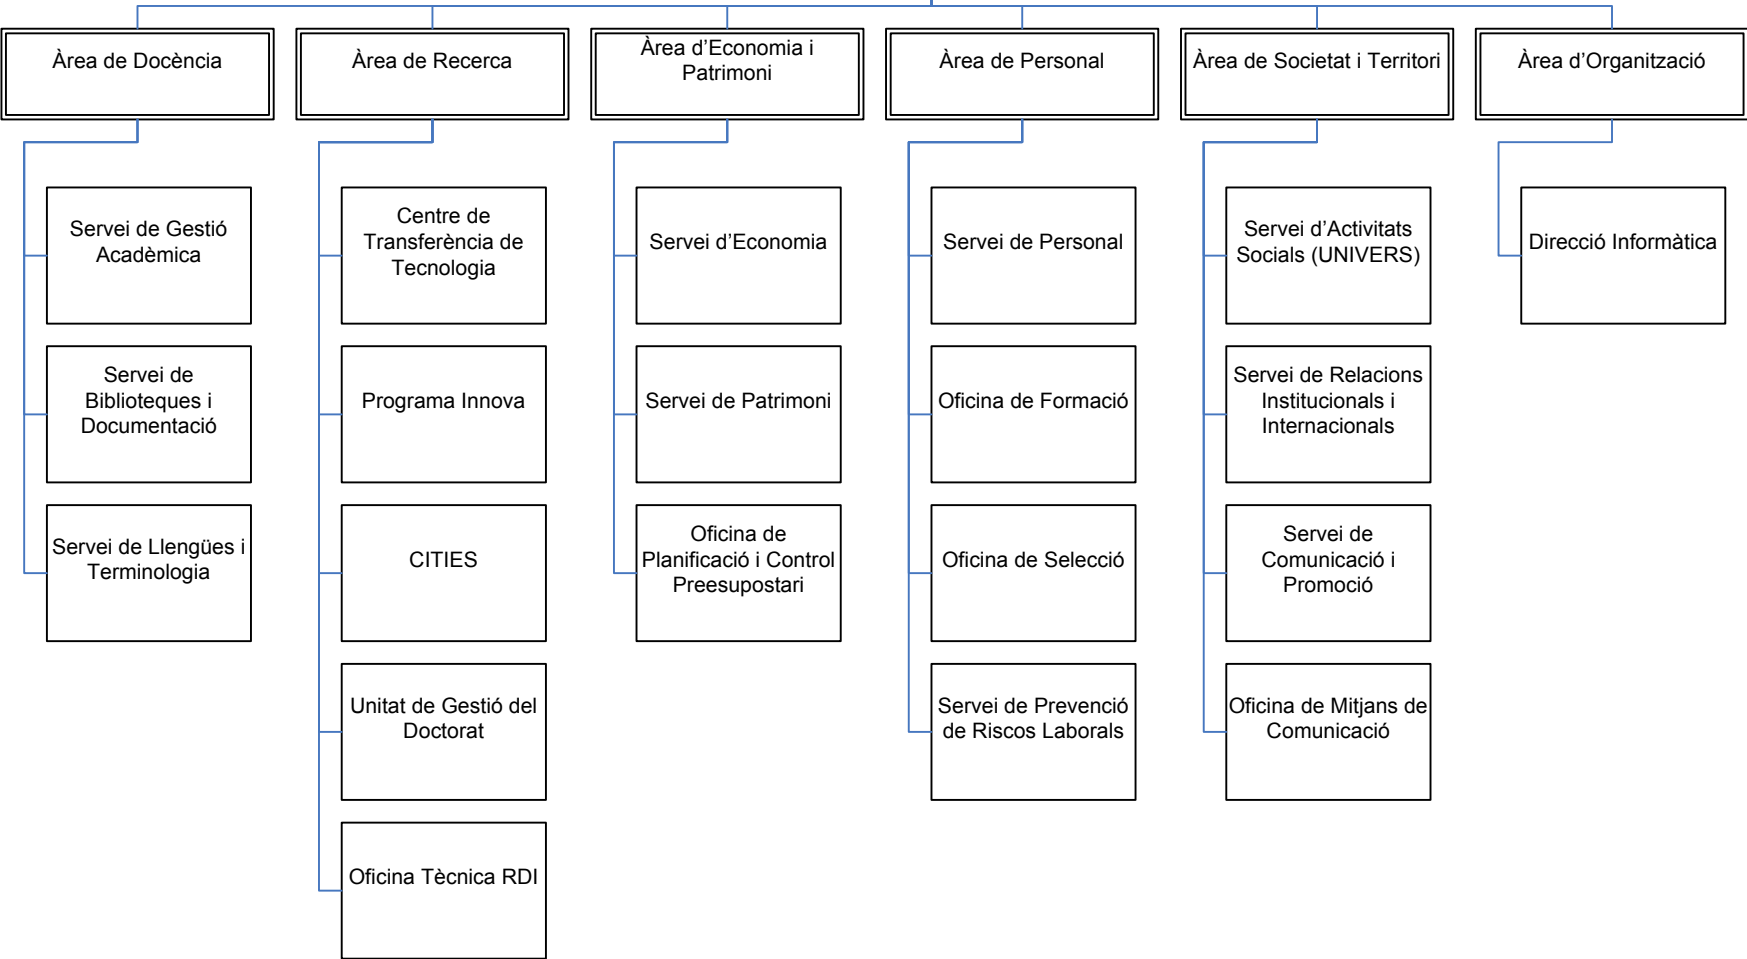 Àrea de Docència
Àrea de Recerca
Àrea d’Economia i
Patrimoni
Àrea de Personal
Àrea de Societat i Territori
Àrea d’Organització
Servei de Gestió
Acadèmica
Servei de
Biblioteques i
Documentació
Servei de Llengües i
Terminologia
Centre de
Transferència de
Tecnologia
Programa Innova
CITIES
Unitat de Gestió del
Doctorat
Oficina Tècnica RDI
Servei d’Economia
Servei de Patrimoni
Oficina de
Planificació i Control
Preesupostari
Servei de Personal
Oficina de Formació
Oficina de Selecció
Servei de Prevenció
de Riscos Laborals
Servei d’Activitats
Socials (UNIVERS)
Servei de Relacions
Institucionals i
Internacionals
Servei de
Comunicació i
Promoció
Oficina de Mitjans de
Comunicació
Direcció Informàtica